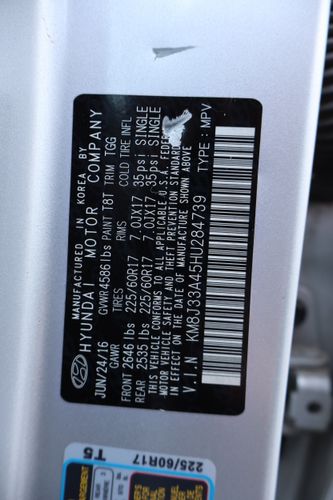 MANUFACTURED IN KOREA BY
HYUNDAI MOTOR COMPANY
JUN/24/16 GVWR4586lbs PAINT T8T TRIM TGG
GAWR TIRES RIMS COLD TIRE INFL
FRONT 2646 lbs 225/60R17 7.0JX17 35psi SINGLE
REAR 2535 lbs 225/60R17 7.0JX17 35psi SINGLE
THIS VEHICLE CONFORMS TO ALL APPLICABLE U.S.A. FEDERAL
MOTOR VEHICLE SAFETY AND THEFT PREVENTION STANDARDS
IN EFFECT ON THE DATE OF MANUFACTURE SHOWN ABOVE
V.I.N KM8J33A45HU284739 TYPE : MPV
225/60R17
T5